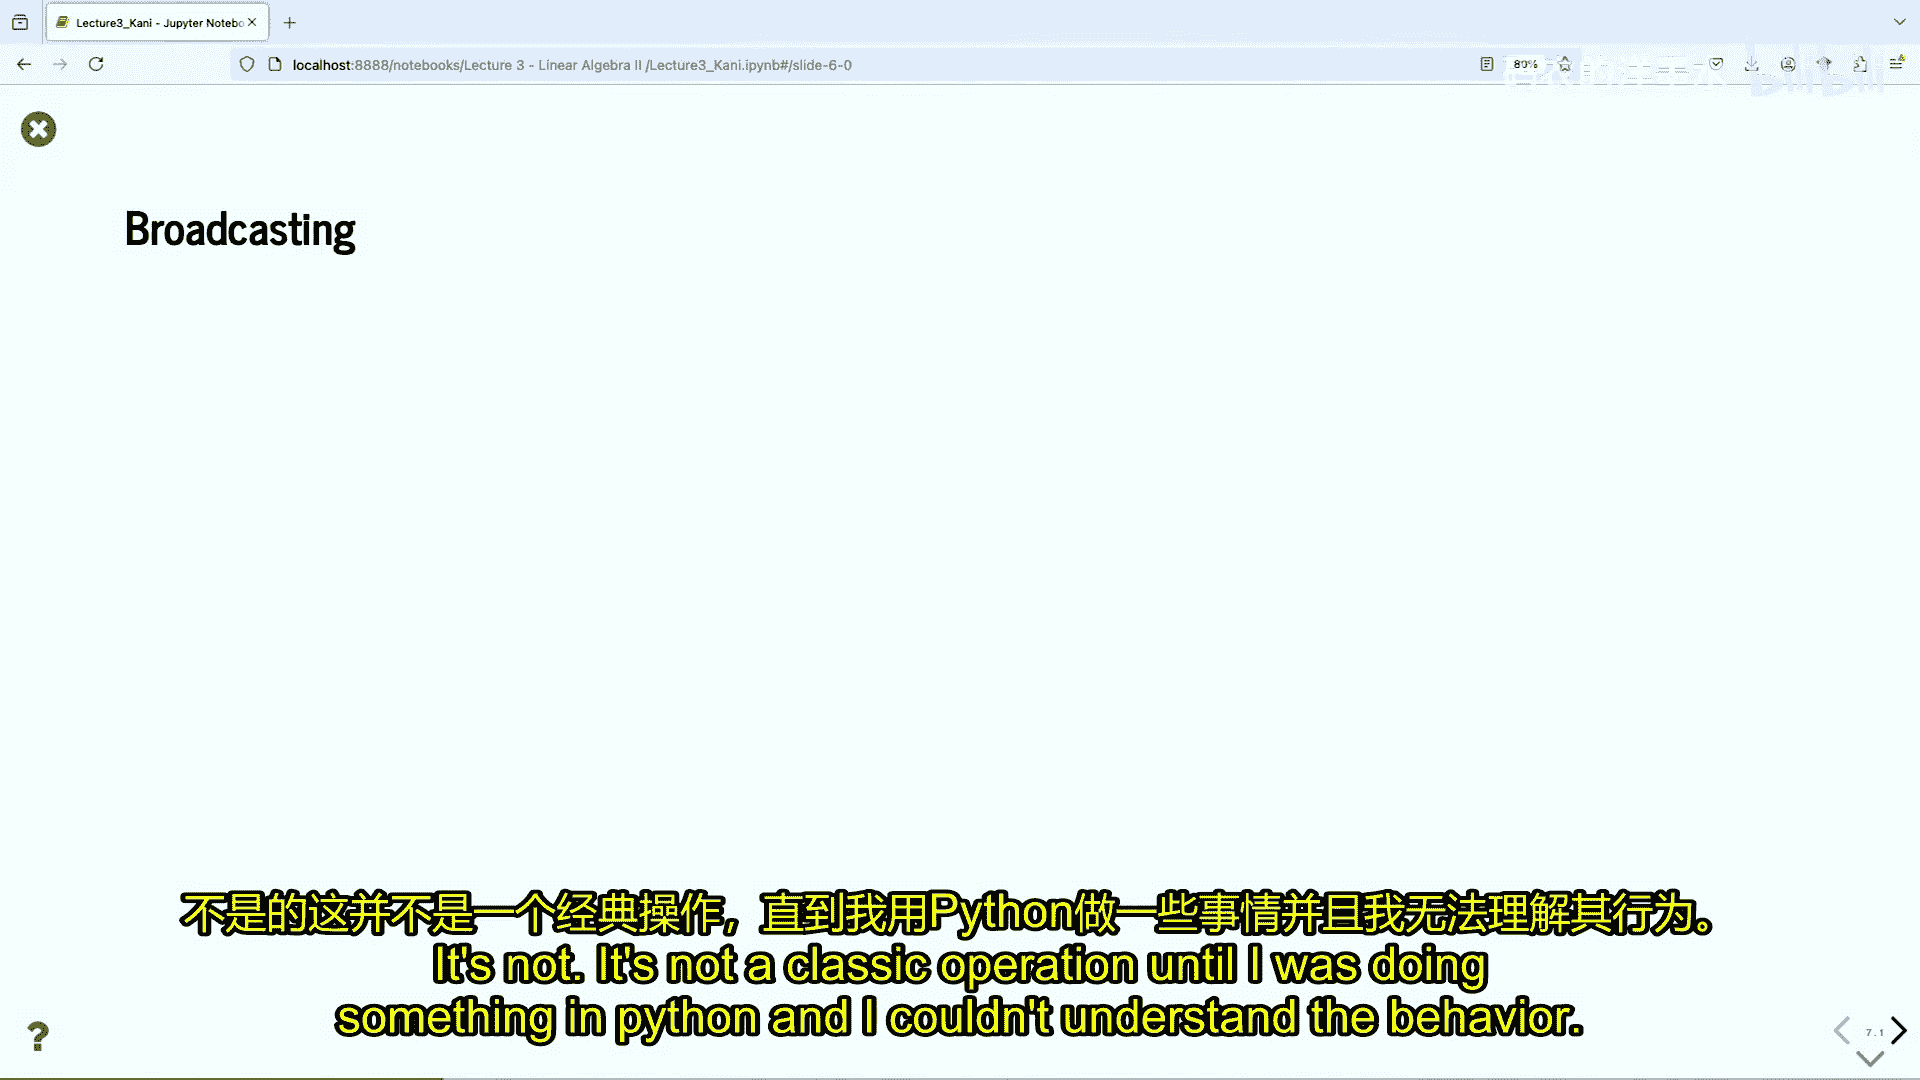 Lecture3_Kani - Jupyter Notebo
localhost:8888/notebooks/Lecture 3 - Linear Algebra II /Lecture3_Kani.ipynb#/slide-6-0
80%
Broadcasting
不是的这并不是一个经典操作，直到我用Python做一些事情并且我无法理解其行为。
It's not. It's not a classic operation until I was doing
something in python and I couldn't understand the behavior.
?
7.1